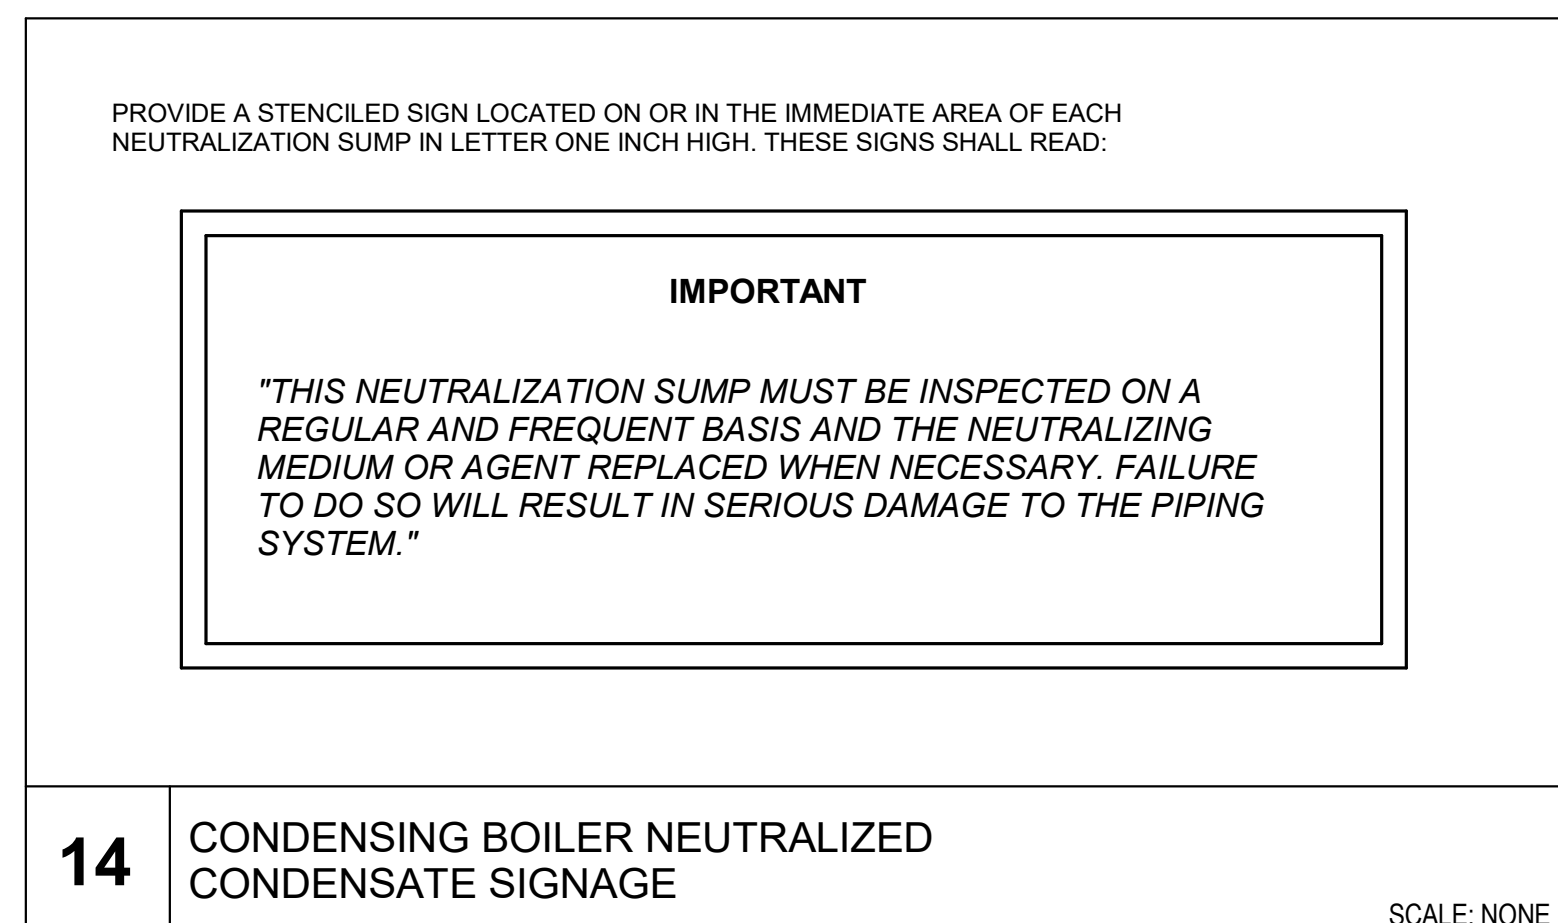 PROVIDE A STENCILED SIGN LOCATED ON OR IN THE IMMEDIATE AREA OF EACH
NEUTRALIZATION SUMP IN LETTER ONE INCH HIGH. THESE SIGNS SHALL READ:
IMPORTANT
"THIS NEUTRALIZATION SUMP MUST BE INSPECTED ON A
REGULAR AND FREQUENT BASIS AND THE NEUTRALIZING
MEDIUM OR AGENT REPLACED WHEN NECESSARY. FAILURE
TO DO SO WILL RESULT IN SERIOUS DAMAGE TO THE PIPING
SYSTEM."
14
CONDENSING BOILER NEUTRALIZED
CONDENSATE SIGNAGE
SCALE: NONE